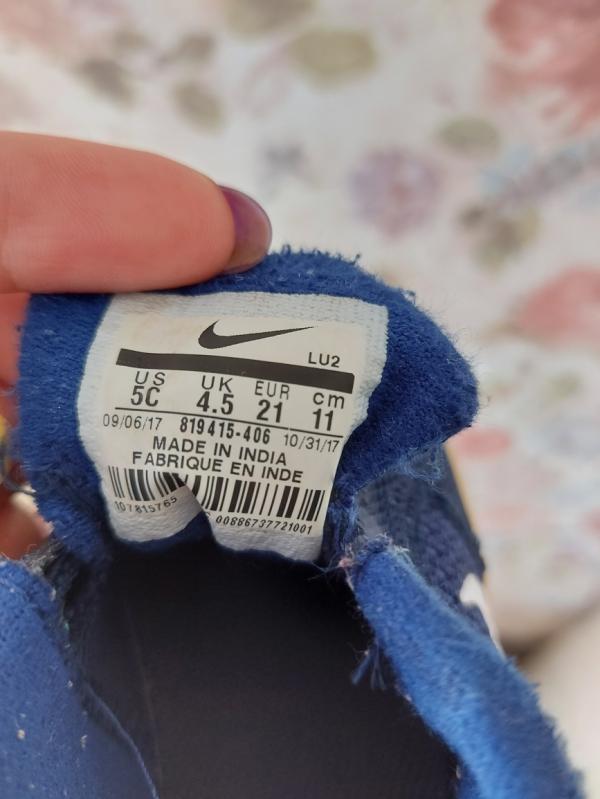 LU2
US UK EUR cm
5C 4.5 21 11
09/06/17 819415-406 10/31/17
MADE IN INDIA
FABRIQUE EN INDE
107815765 00886737721001